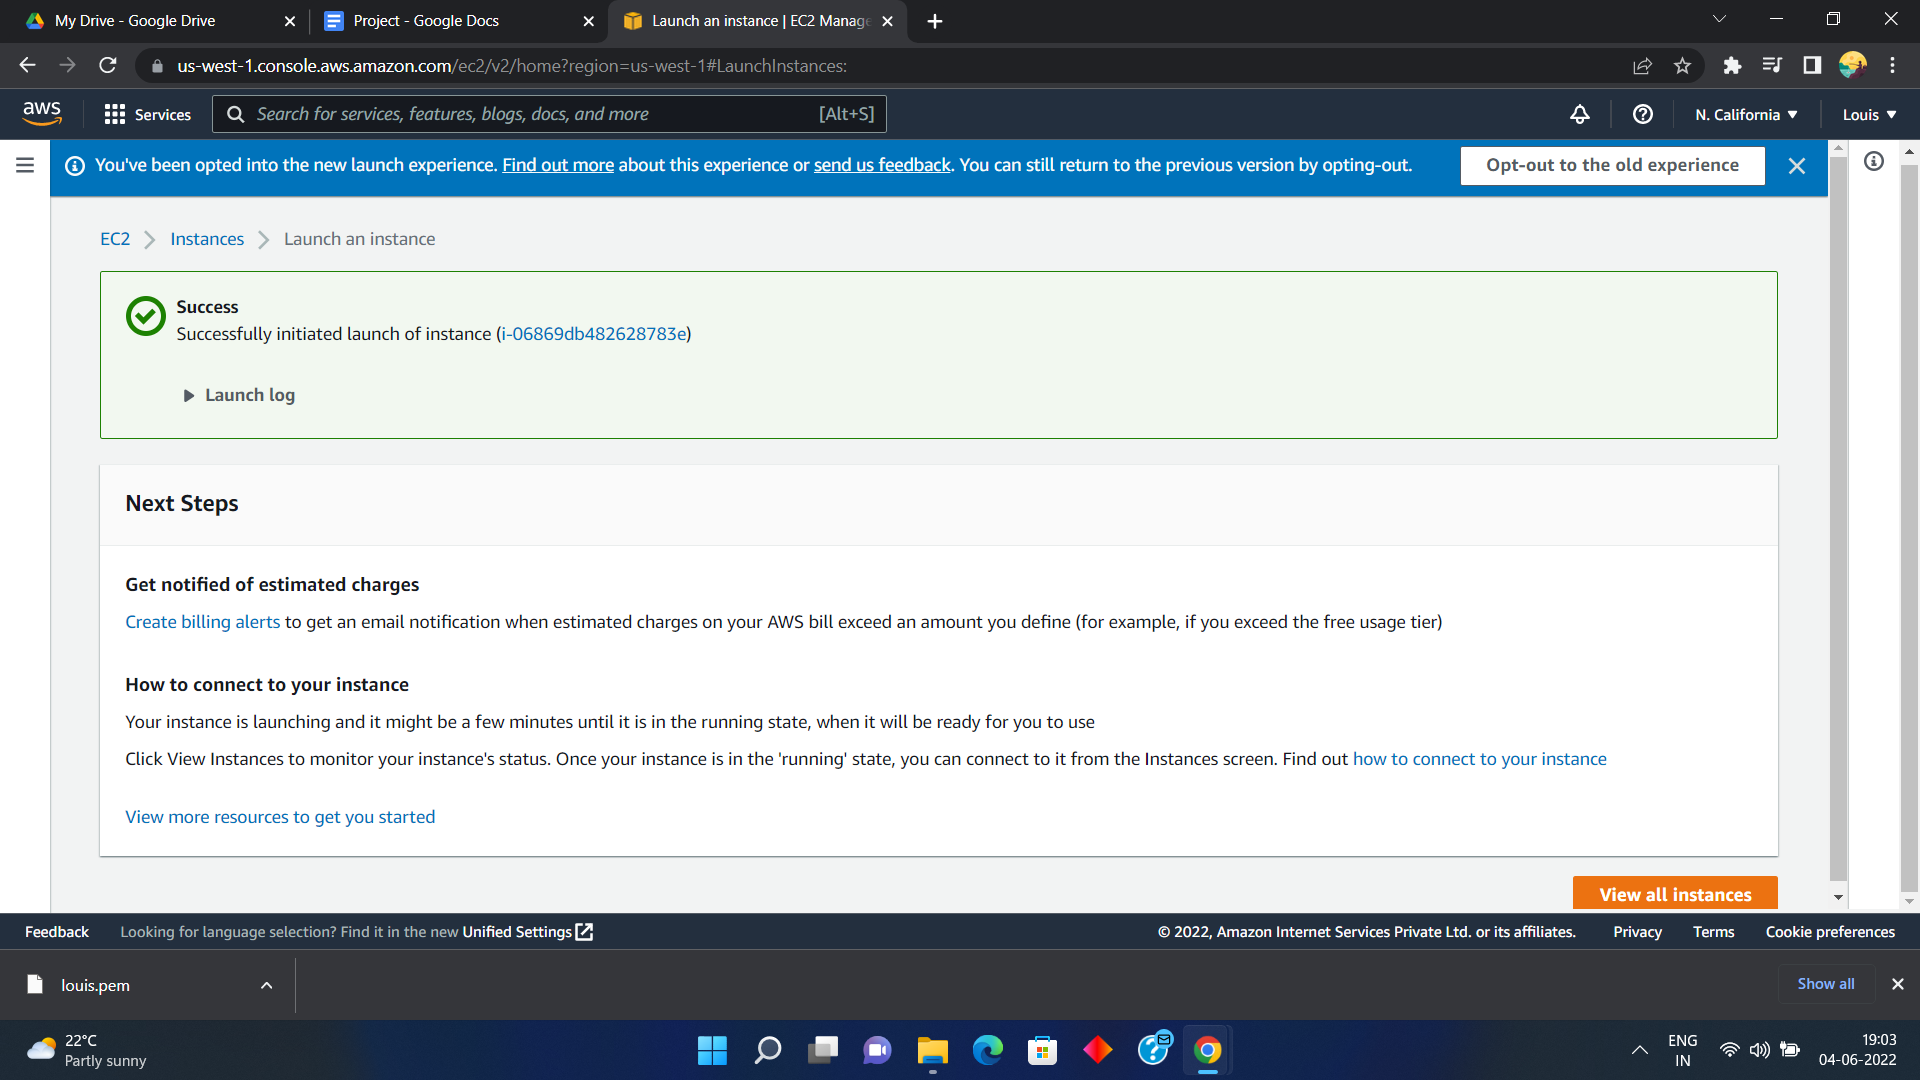 My Drive - Google Drive
Project - Google Docs
Launch an instance | EC2 Manage
us-west-1.console.aws.amazon.com/ec2/v2/home?region=us-west-1#LaunchInstances:
aws
Services
Search for services, features, blogs, docs, and more
[Alt+S]
N. California
Louis
You've been opted into the new launch experience. Find out more about this experience or send us feedback. You can still return to the previous version by opting-out.
Opt-out to the old experience
EC2
Instances
Launch an instance
Success
Successfully initiated launch of instance (i-06869db482628783e)
Launch log
Next Steps
Get notified of estimated charges
Create billing alerts to get an email notification when estimated charges on your AWS bill exceed an amount you define (for example, if you exceed the free usage tier)
How to connect to your instance
Your instance is launching and it might be a few minutes until it is in the running state, when it will be ready for you to use
Click View Instances to monitor your instance's status. Once your instance is in the 'running' state, you can connect to it from the Instances screen. Find out how to connect to your instance
View more resources to get you started
View all instances
Feedback
Looking for language selection? Find it in the new Unified Settings
© 2022, Amazon Internet Services Private Ltd. or its affiliates.
Privacy
Terms
Cookie preferences
louis.pem
Show all
22°C
Partly sunny
ENG
IN
19:03
04-06-2022